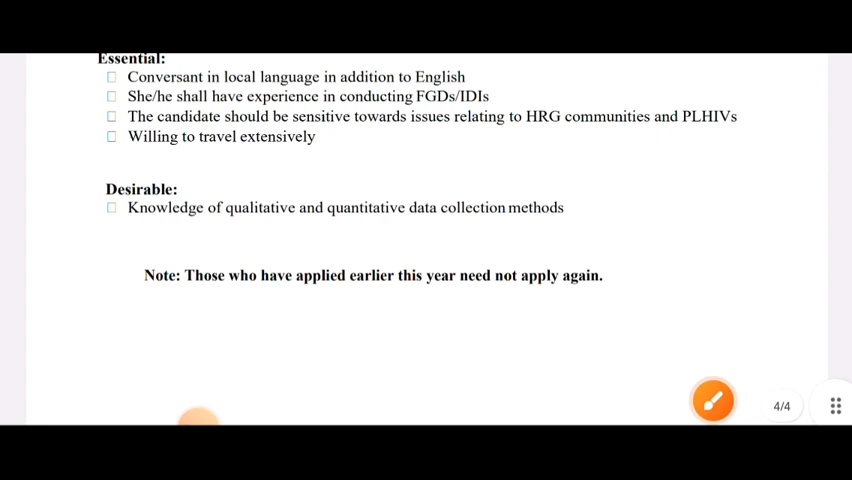 Essential:
Conversant in local language in addition to English
She/he shall have experience in conducting FGDs/IDIs
The candidate should be sensitive towards issues relating to HRG communities and PLHIVs
Willing to travel extensively
Desirable:
Knowledge of qualitative and quantitative data collection methods
Note: Those who have applied earlier this year need not apply again.
4/4